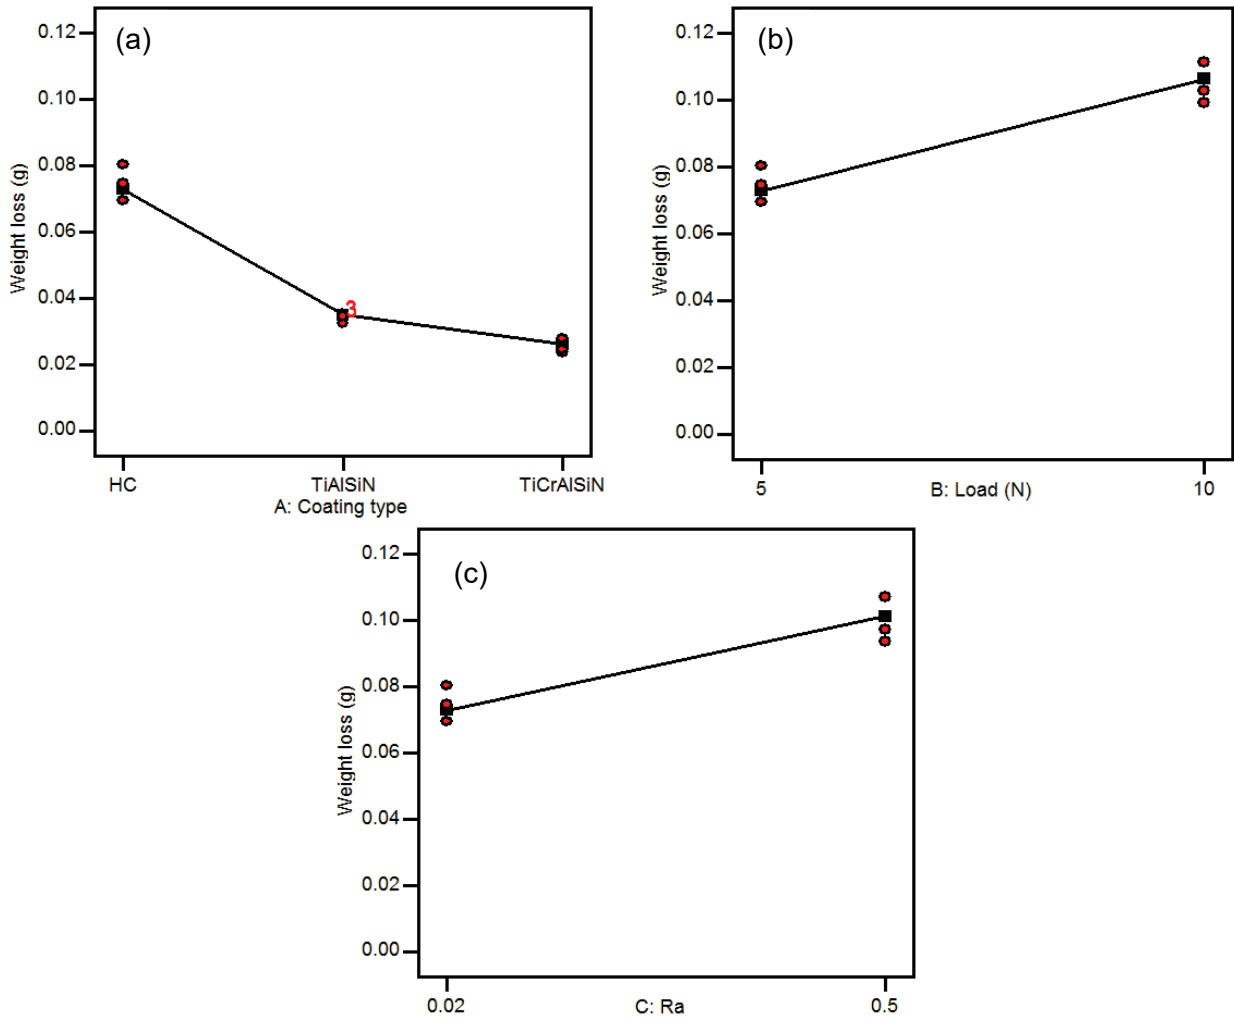 (a)
0.12
0.10
0.08
0.06
0.04
0.02
0.00
Weight loss (g)
3
HC
TiAlSiN
TiCrAlSiN
A: Coating type
(b)
0.12
0.10
0.08
0.06
0.04
0.02
0.00
Weight loss (g)
5
B: Load (N)
10
(c)
0.12
0.10
0.08
0.06
0.04
0.02
0.00
Weight loss (g)
0.02
C: Ra
0.5